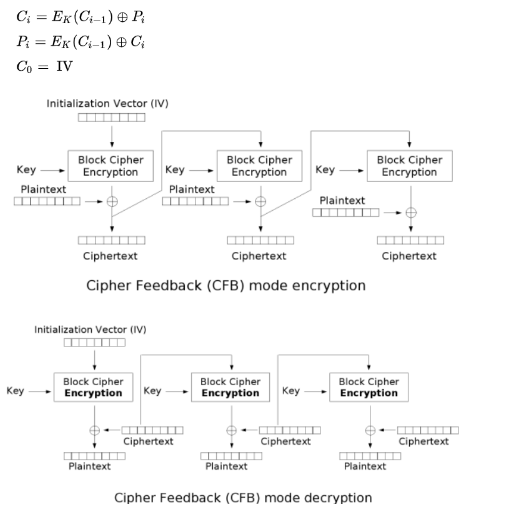 C_i = E_K(C_{i-1}) ⊕ P_i
P_i = E_K(C_{i-1}) ⊕ C_i
C_0 = IV
Initialization Vector (IV)
Key Block Cipher Encryption Key Block Cipher Encryption Key Block Cipher Encryption
Plaintext Plaintext Plaintext
Ciphertext Ciphertext Ciphertext
Cipher Feedback (CFB) mode encryption
Initialization Vector (IV)
Key Block Cipher Encryption Key Block Cipher Encryption Key Block Cipher Encryption
Ciphertext Ciphertext Ciphertext
Plaintext Plaintext Plaintext
Cipher Feedback (CFB) mode decryption